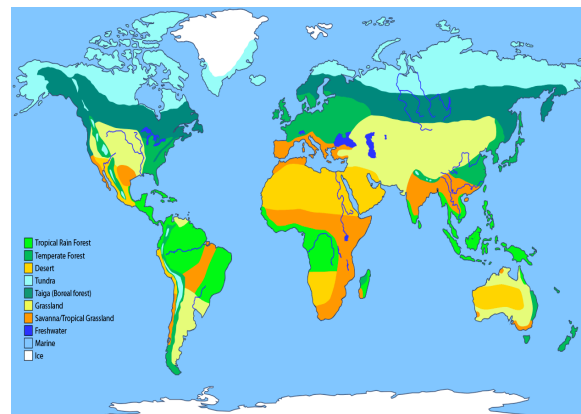 Tropical Rain Forest
Temperate Forest
Desert
Tundra
Taiga (Boreal forest)
Grassland
Savanna/Tropical Grassland
Freshwater
Marine
Ice